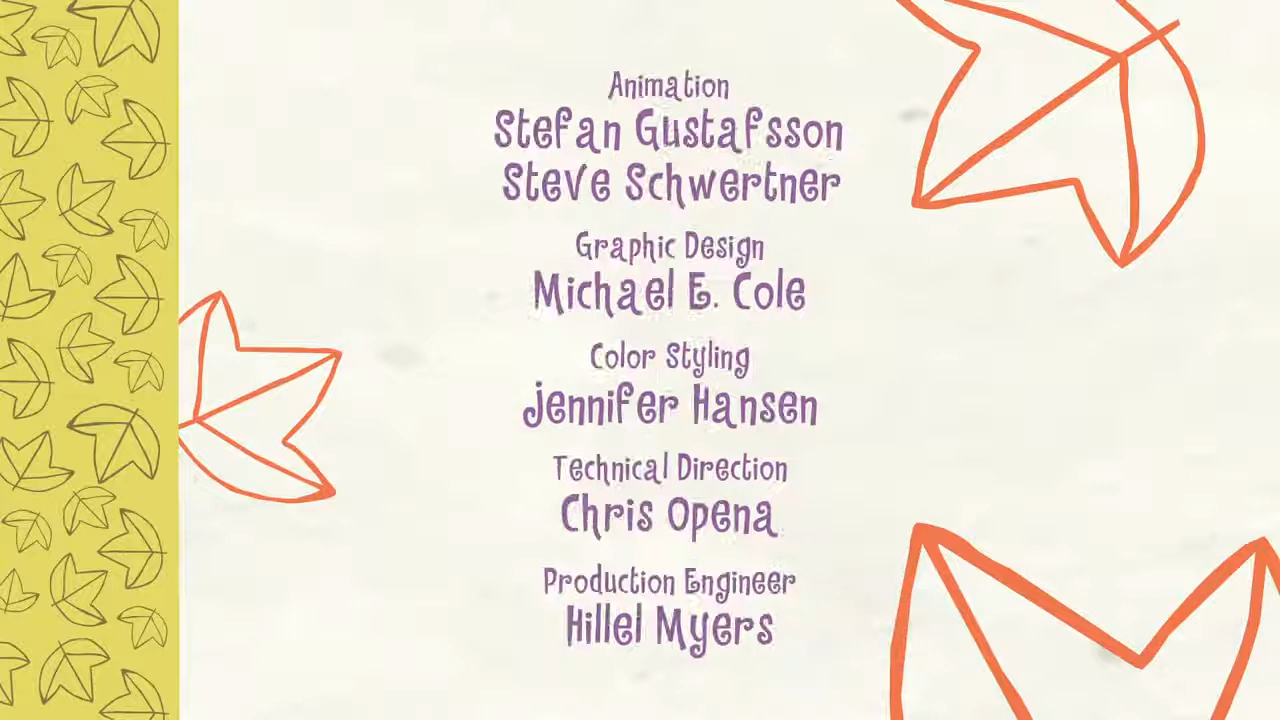 Animation
Stefan Gustafsson
Steve Schwertner
Graphic Design
Michael E. Cole
Color Styling
Jennifer Hansen
Technical Direction
Chris Opena
Production Engineer
Hillel Myers